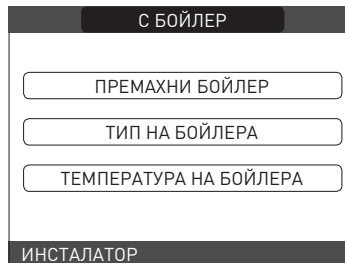 С БОЙЛЕР
ПРЕМАХНИ БОЙЛЕР
ТИП НА БОЙЛЕРА
ТЕМПЕРАТУРА НА БОЙЛЕРА
ИНСТАЛАТОР